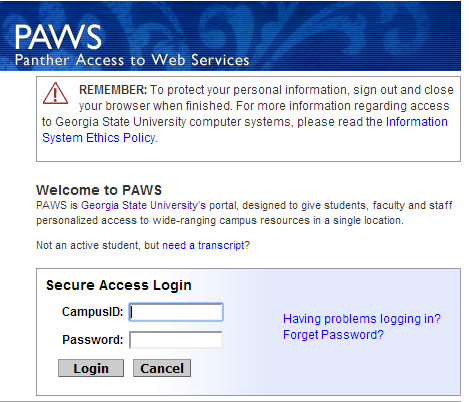 PAWS
Panther Access to Web Services
REMEMBER: To protect your personal information, sign out and close
your browser when finished. For more information regarding access
to Georgia State University computer systems, please read the Information
System Ethics Policy.
Welcome to PAWS
PAWS is Georgia State University's portal, designed to give students, faculty and staff
personalized access to wide-ranging campus resources in a single location.
Not an active student, but need a transcript?
Secure Access Login
CampusID:
Password:
Login Cancel
Having problems logging in?
Forget Password?